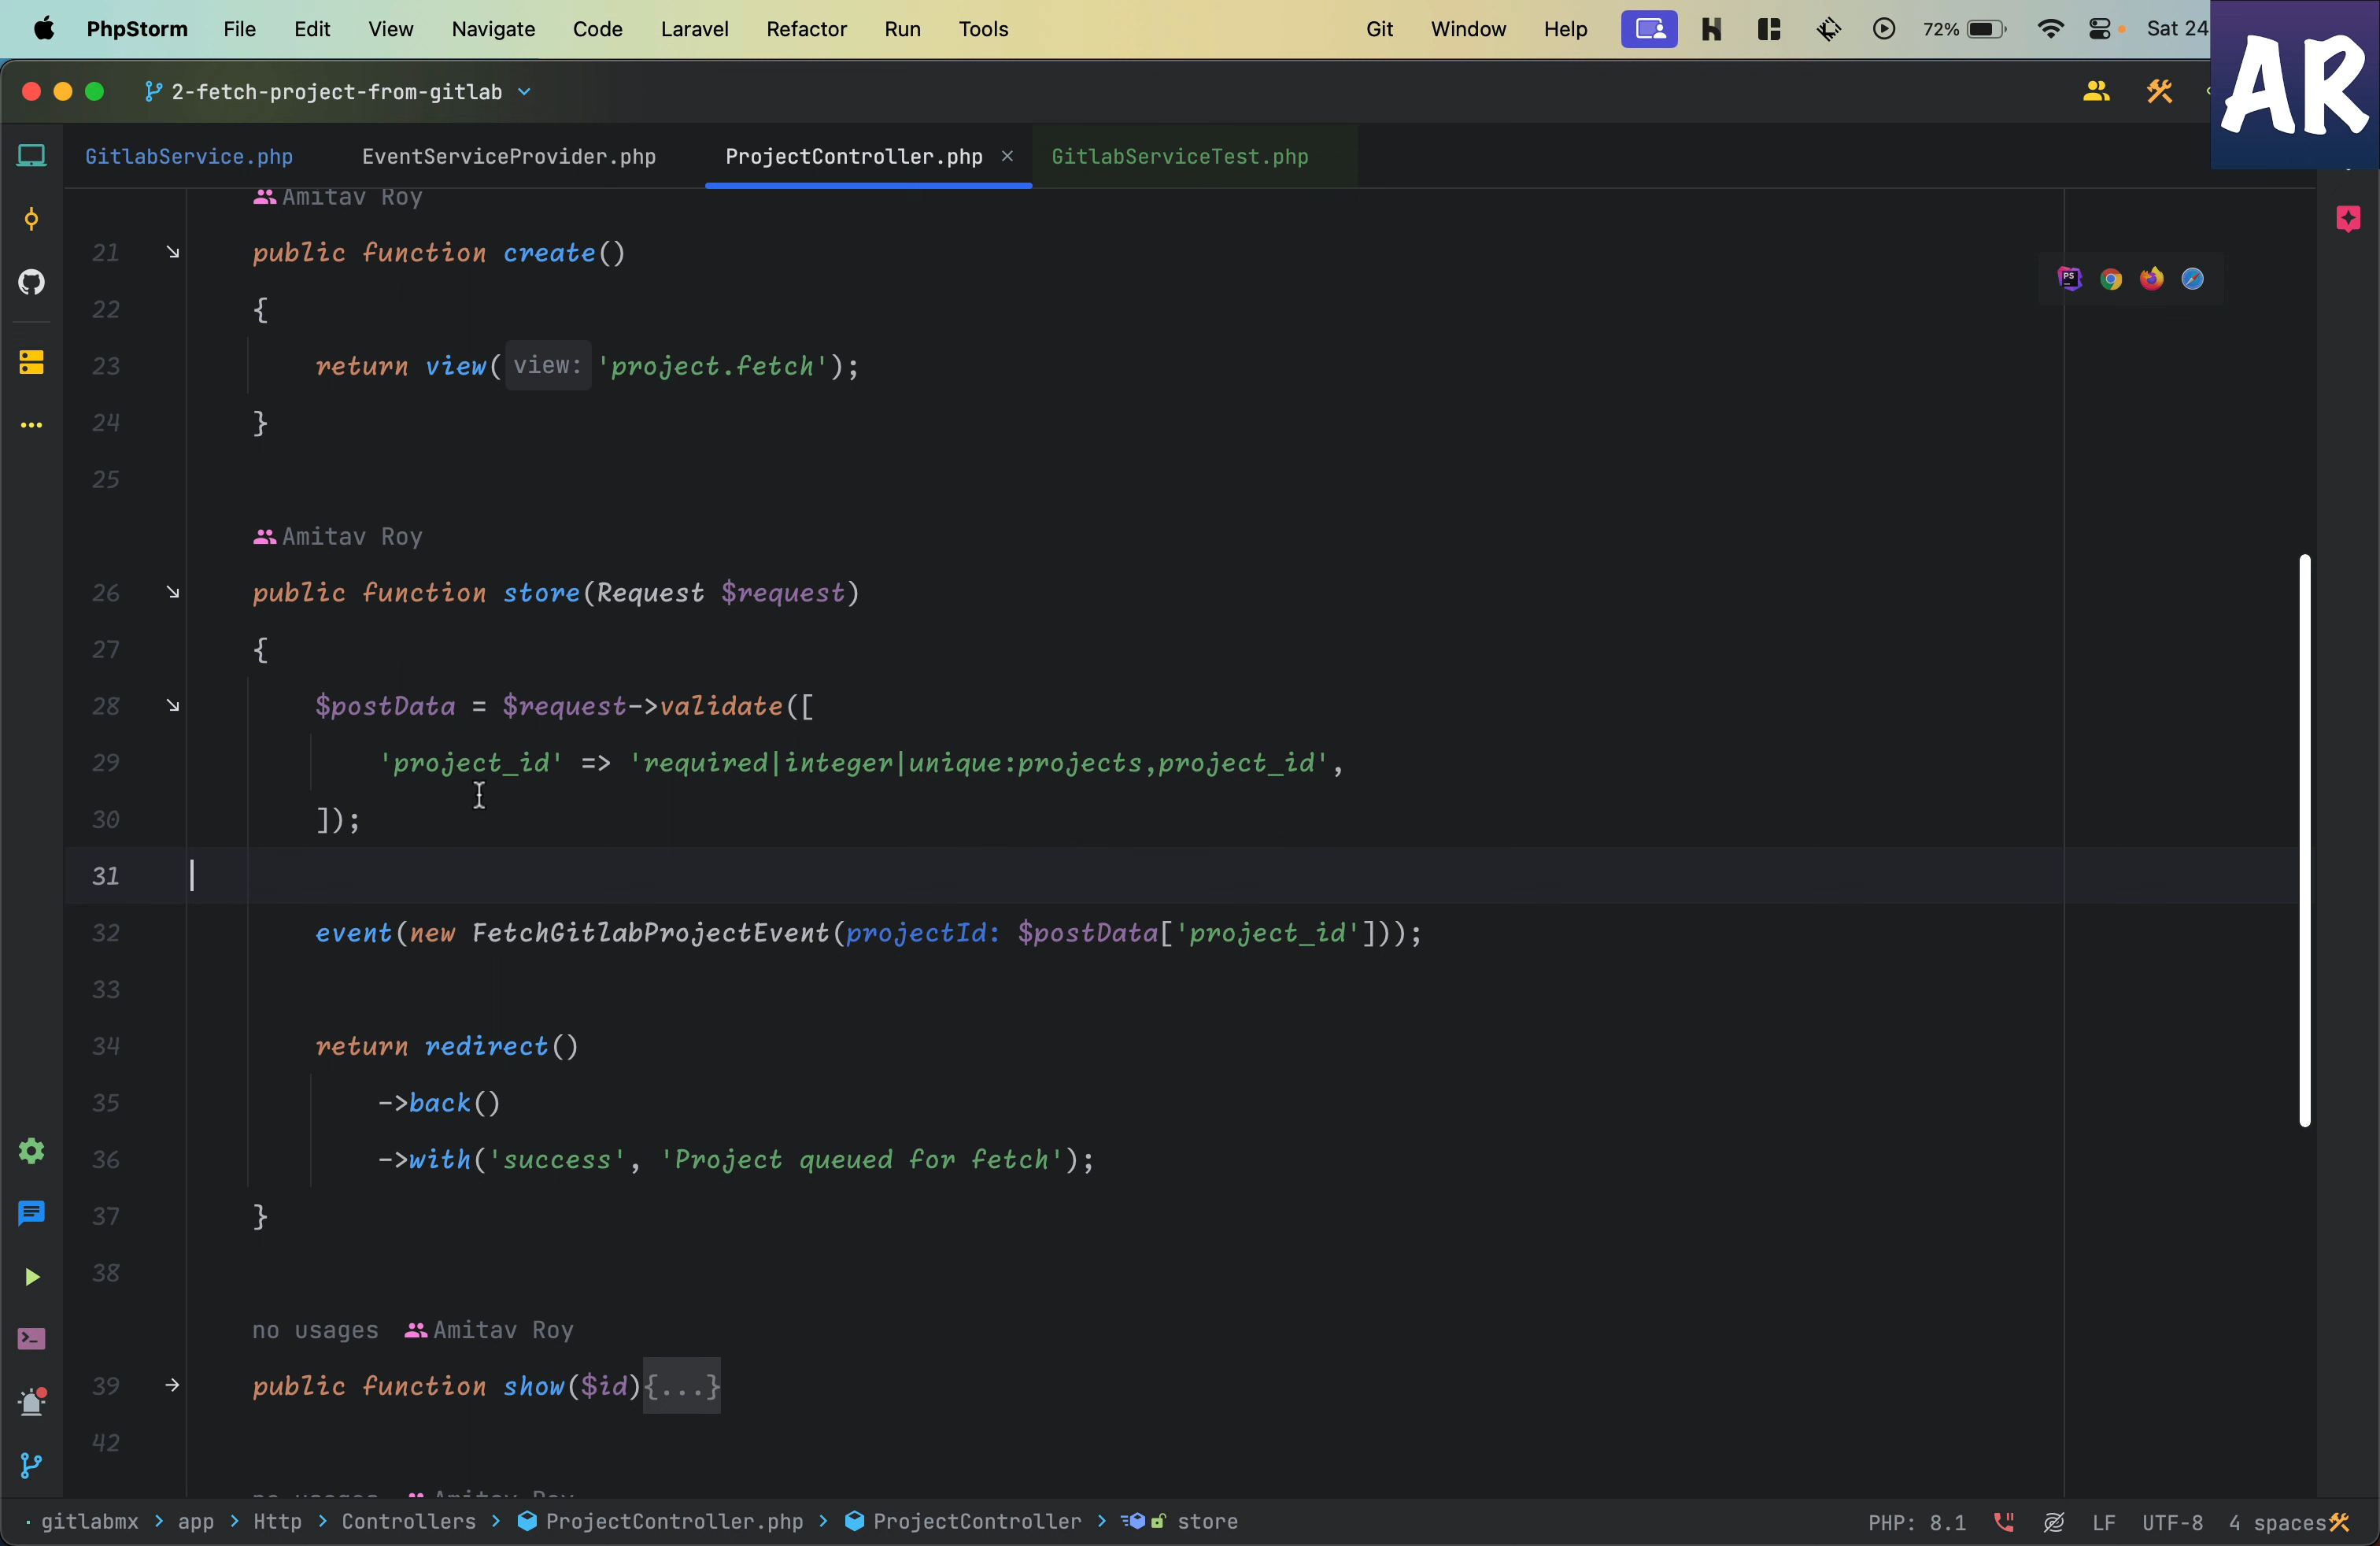 PhpStorm File Edit View Navigate Code Laravel Refactor Run Tools Git Window Help 72% Sat 24
AR
2-fetch-project-from-gitlab
GitlabService.php EventServiceProvider.php ProjectController.php GitlabServiceTest.php
Amitav Roy
21 public function create()
22 {
23 return view( view: 'project.fetch');
24 }
25
Amitav Roy
26 public function store(Request $request)
27 {
28 $postData = $request->validate([
29 'project_id' => 'required|integer|unique:projects,project_id',
30 ]);
31
32 event(new FetchGitlabProjectEvent(projectId: $postData['project_id']));
33
34 return redirect()
35 ->back()
36 ->with('success', 'Project queued for fetch');
37 }
38
no usages Amitav Roy
39 public function show($id){...}
42
no usages Amitav Roy
gitlabmx > app > Http > Controllers > ProjectController.php > ProjectController > store PHP: 8.1 LF UTF-8 4 spaces